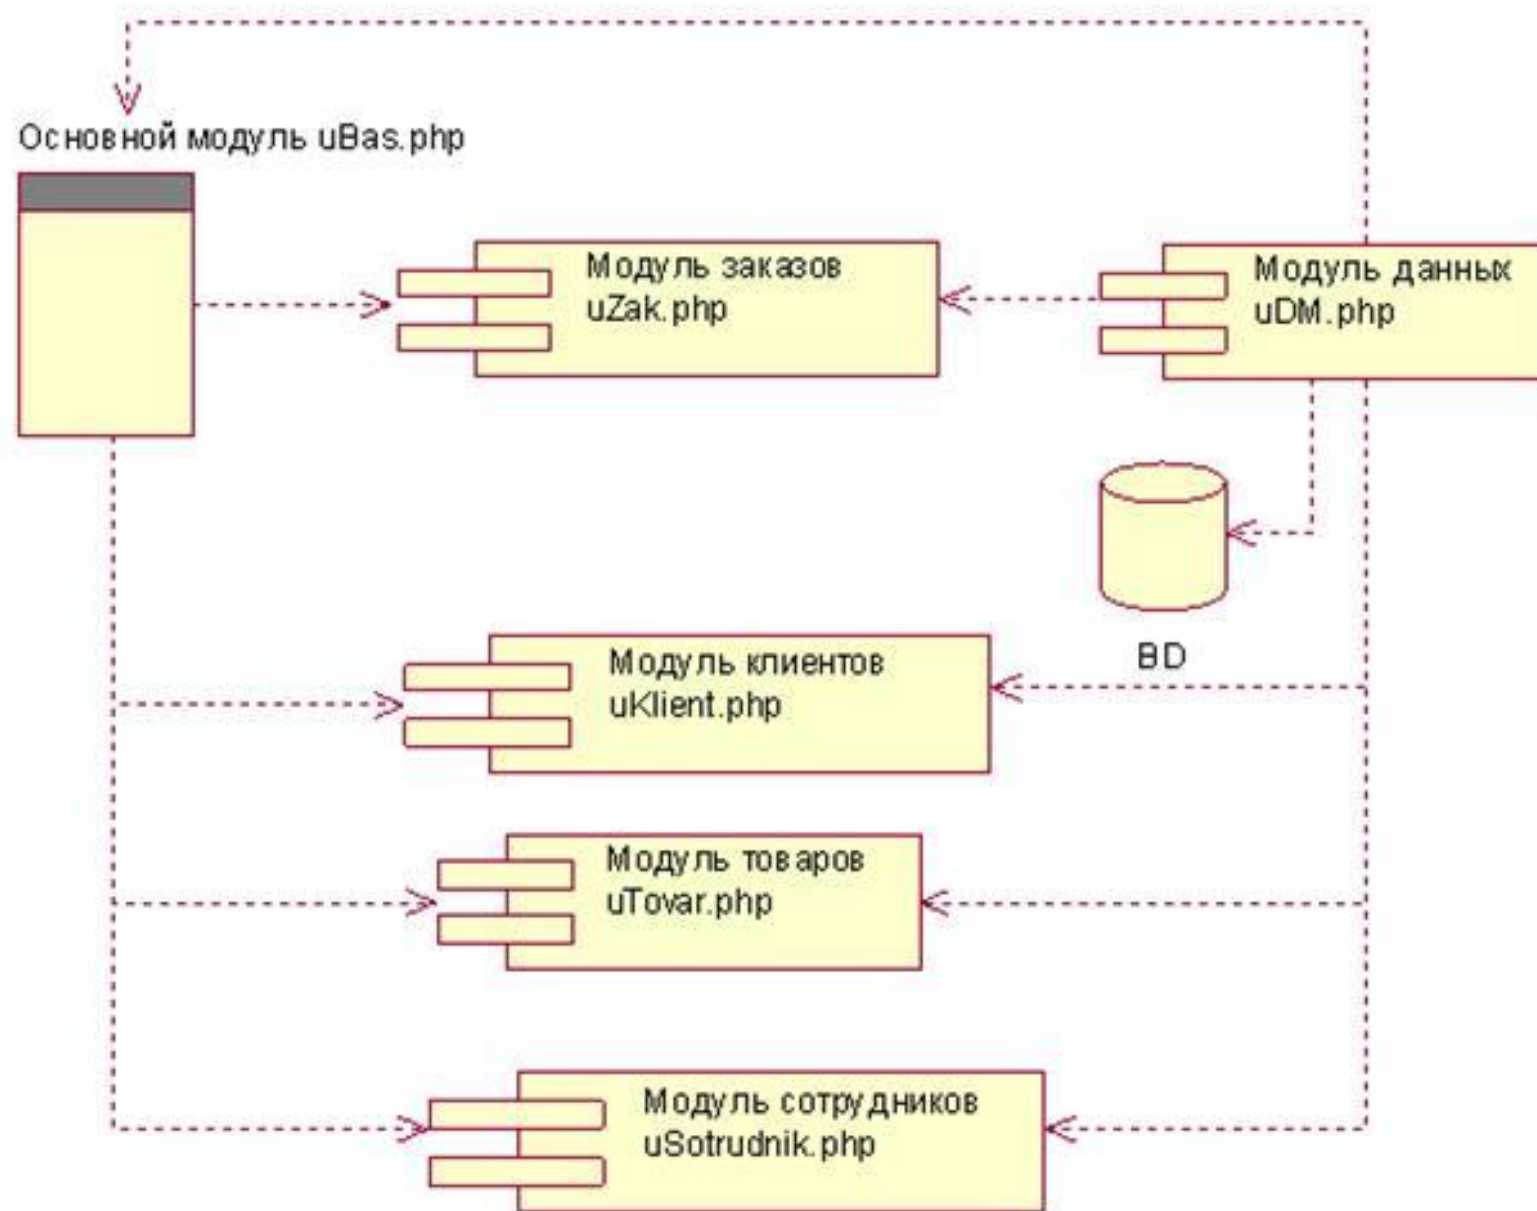 Основной модуль uBas.php
Модуль заказов
uZak.php
Модуль данных
uDM.php
BD
Модуль клиентов
uKlient.php
Модуль товаров
uTovar.php
Модуль сотрудников
uSotrudnik.php